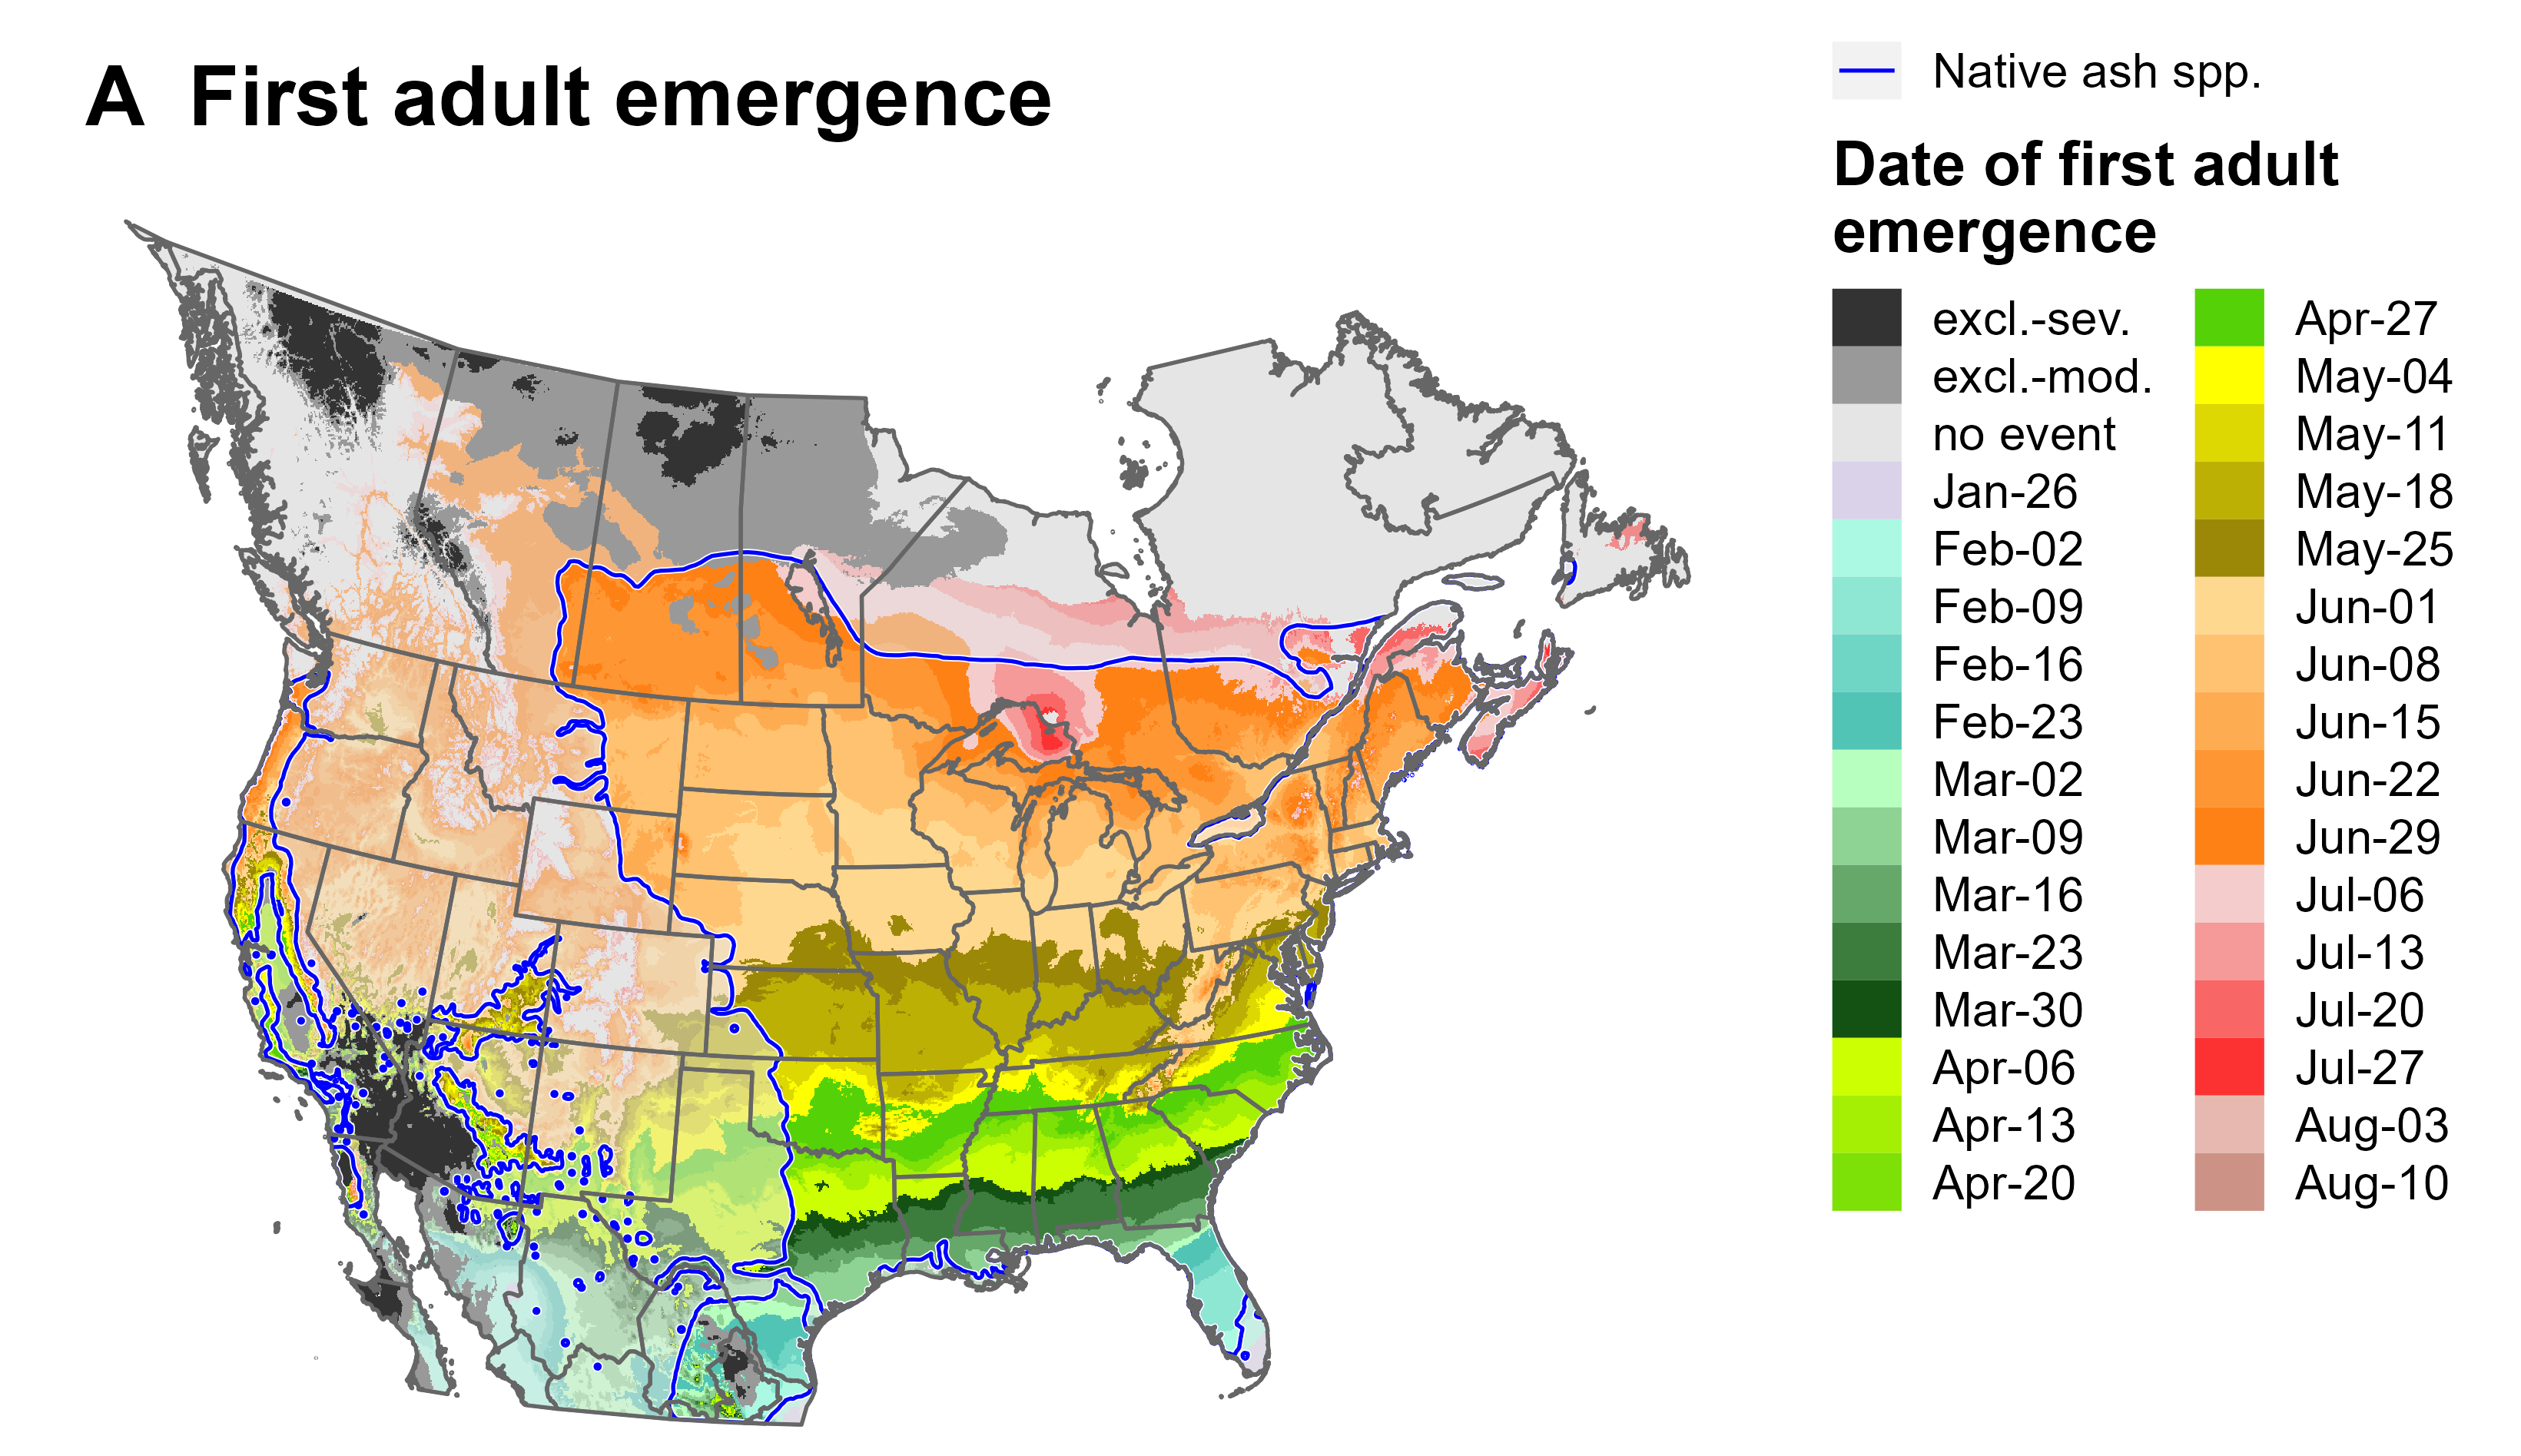 A First adult emergence
Native ash spp.
Date of first adult
emergence
excl.-sev.
excl.-mod.
no event
Jan-26
Feb-02
Feb-09
Feb-16
Feb-23
Mar-02
Mar-09
Mar-16
Mar-23
Mar-30
Apr-06
Apr-13
Apr-20
Apr-27
May-04
May-11
May-18
May-25
Jun-01
Jun-08
Jun-15
Jun-22
Jun-29
Jul-06
Jul-13
Jul-20
Jul-27
Aug-03
Aug-10